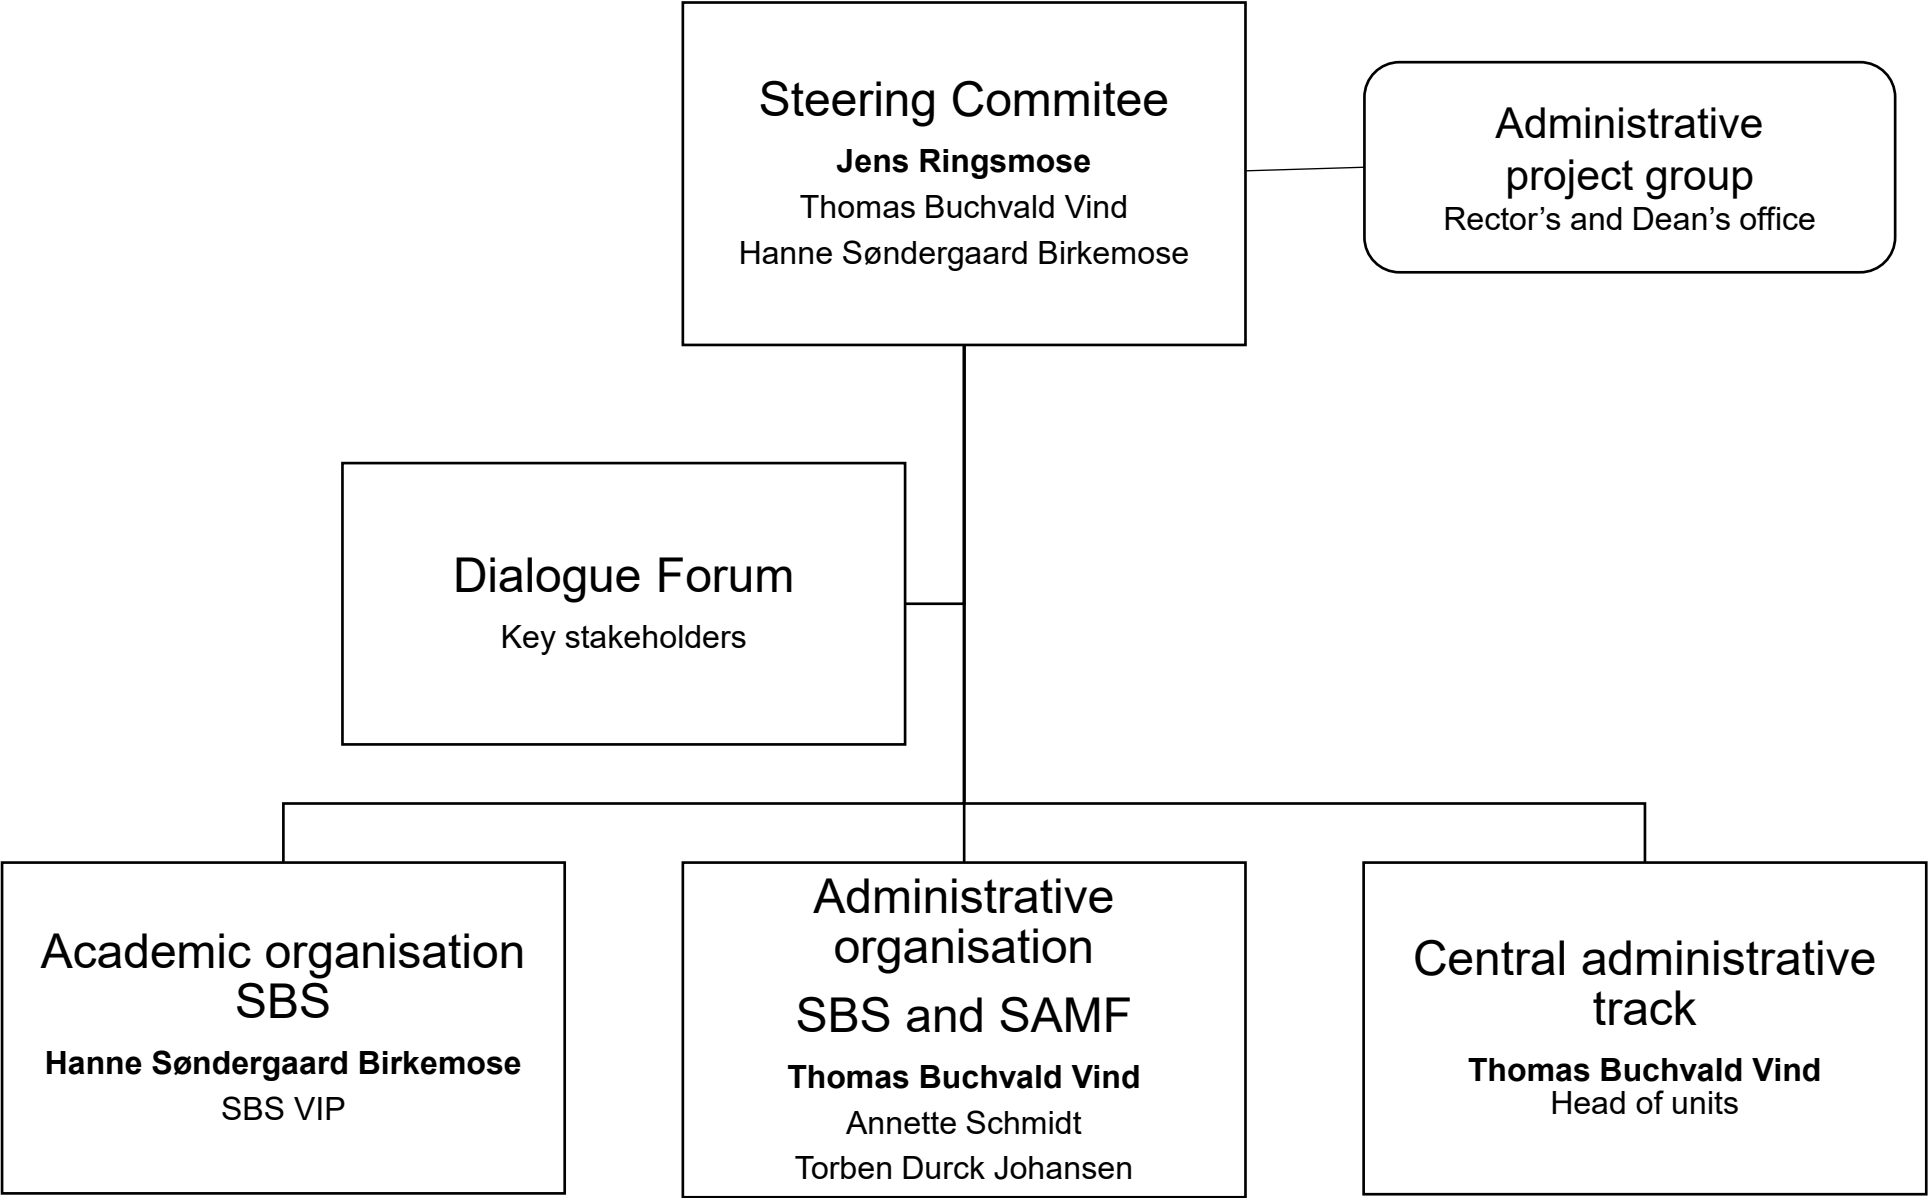 Steering Commitee
Jens Ringsmose
Thomas Buchvald Vind
Hanne Søndergaard Birkemose
Administrative
project group
Rector’s and Dean’s office
Dialogue Forum
Key stakeholders
Academic organisation
SBS
Hanne Søndergaard Birkemose
SBS VIP
Administrative
organisation
SBS and SAMF
Thomas Buchvald Vind
Annette Schmidt
Torben Durck Johansen
Central administrative
track
Thomas Buchvald Vind
Head of units